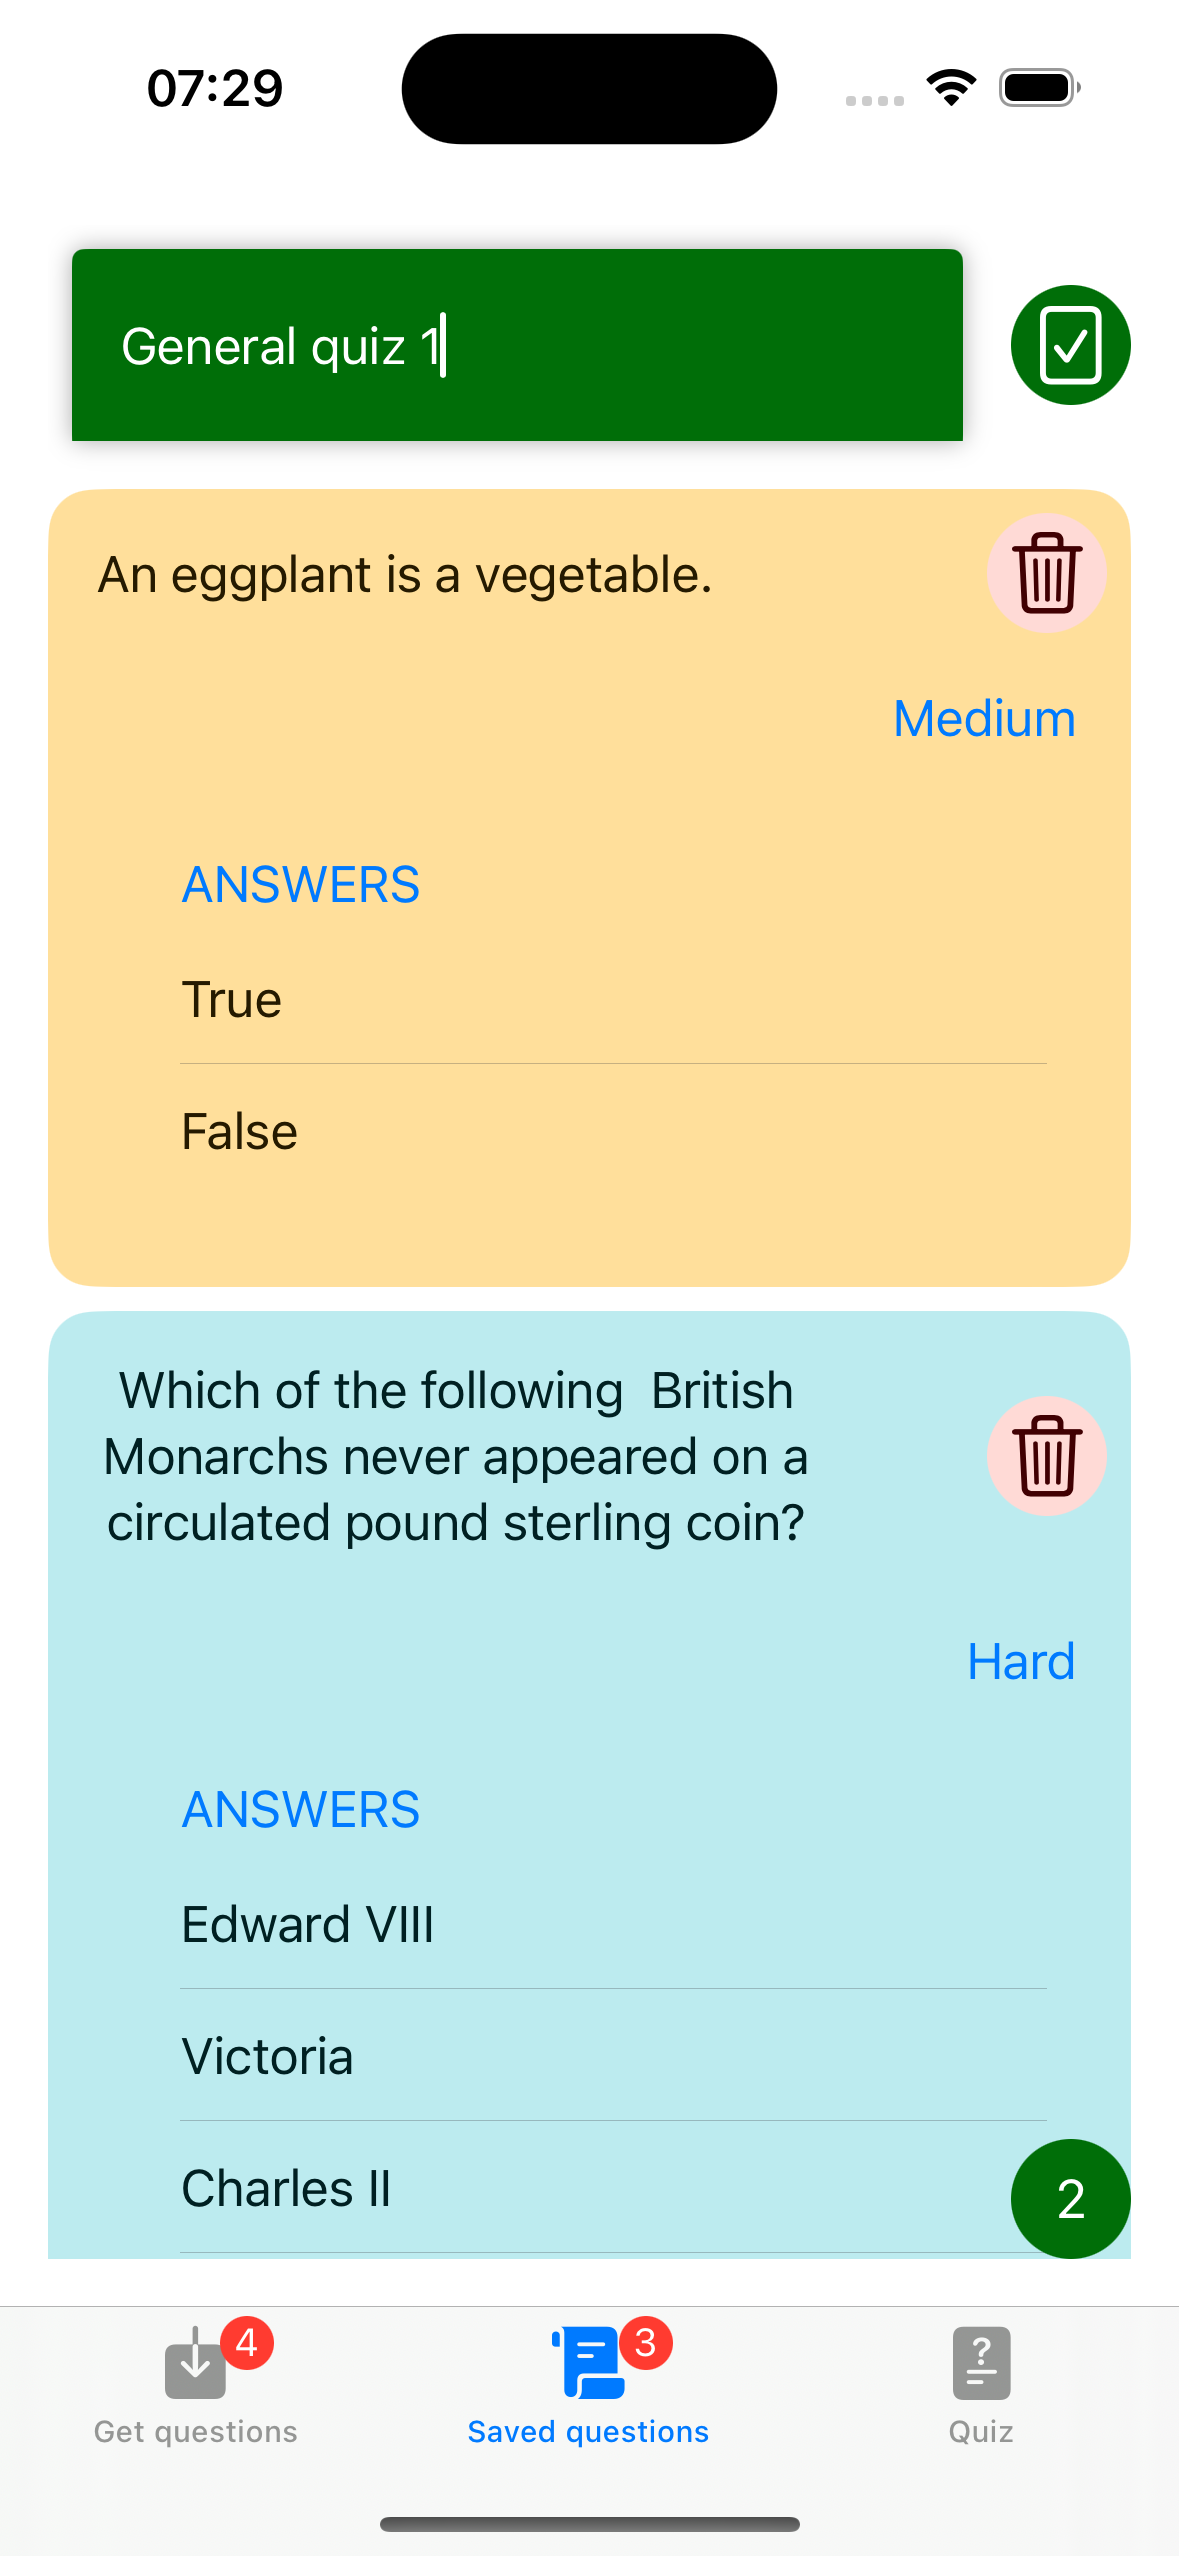 07:29
General quiz 1
An eggplant is a vegetable.
Medium
ANSWERS
True
False
Which of the following  British
Monarchs never appeared on a
circulated pound sterling coin?
Hard
ANSWERS
Edward VIII
Victoria
Charles II
2
4
3
?
Get questions
Saved questions
Quiz